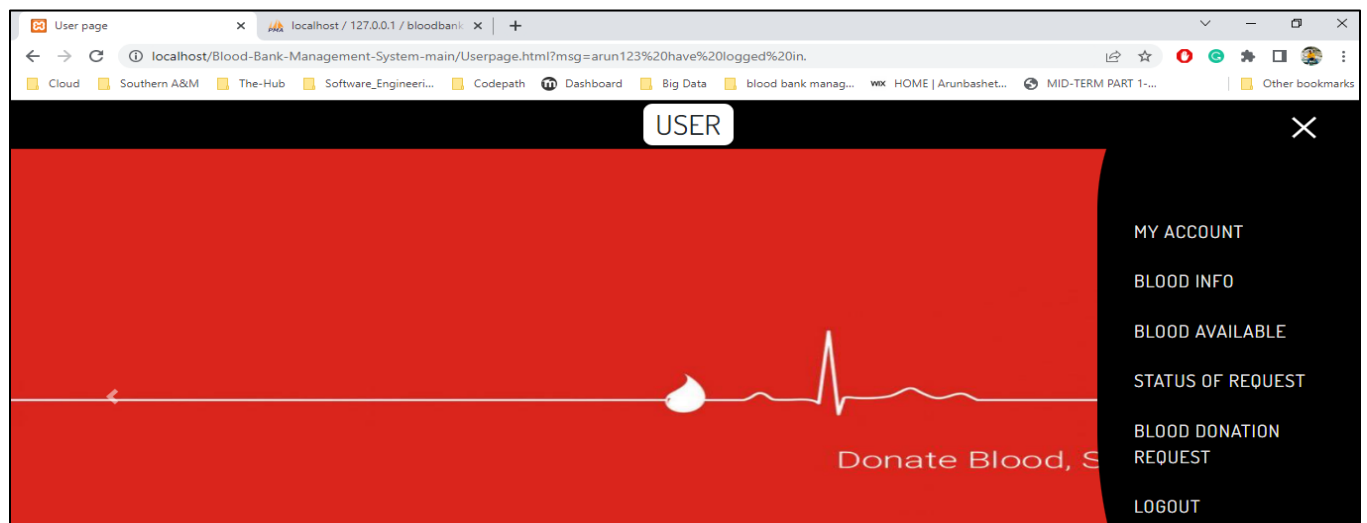 User page
localhost / 127.0.0.1 / bloodbank
localhost/Blood-Bank-Management-System-main/Userpage.html?msg=arun123%20have%20logged%20in.
Cloud Southern A&M The-Hub Software_Engineeri... Codepath Dashboard Big Data blood bank manag... WIX HOME | Arunbashet... MID-TERM PART 1-... Other bookmarks
USER
MY ACCOUNT
BLOOD INFO
BLOOD AVAILABLE
STATUS OF REQUEST
BLOOD DONATION
REQUEST
LOGOUT
Donate Blood, S